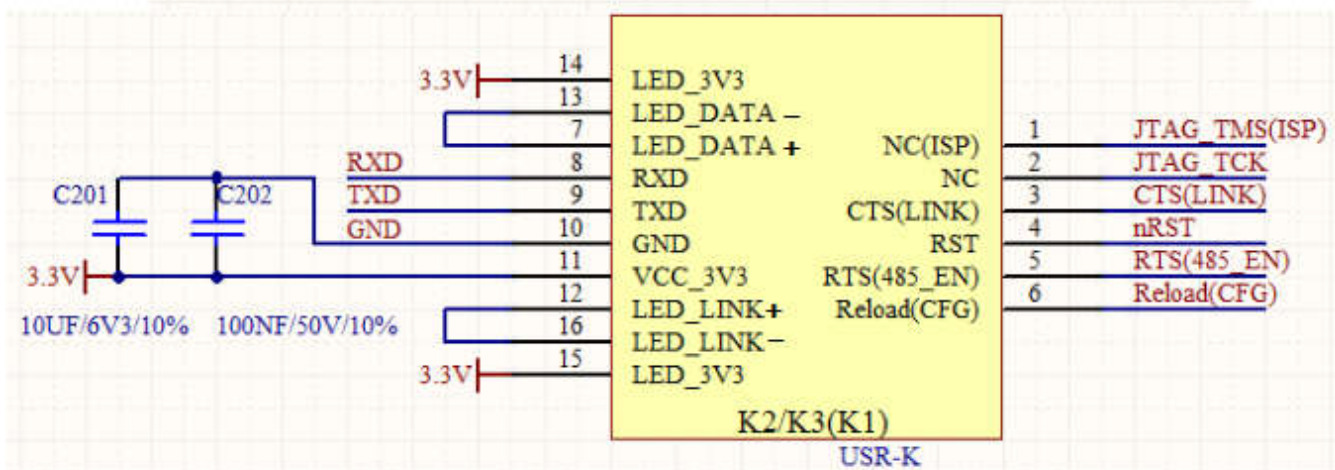 3.3V 14 LED_3V3
13 LED_DATA -
7 LED_DATA + NC(ISP) 1 JTAG_TMS(ISP)
RXD 8 RXD NC 2 JTAG_TCK
C201 C202 TXD 9 TXD CTS(LINK) 3 CTS(LINK)
GND 10 GND RST 4 nRST
3.3V 11 VCC_3V3 RTS(485_EN) 5 RTS(485_EN)
12 LED_LINK+ Reload(CFG) 6 Reload(CFG)
10UF/6V3/10% 100NF/50V/10% 16 LED_LINK-
3.3V 15 LED_3V3
K2/K3(K1)
USR-K